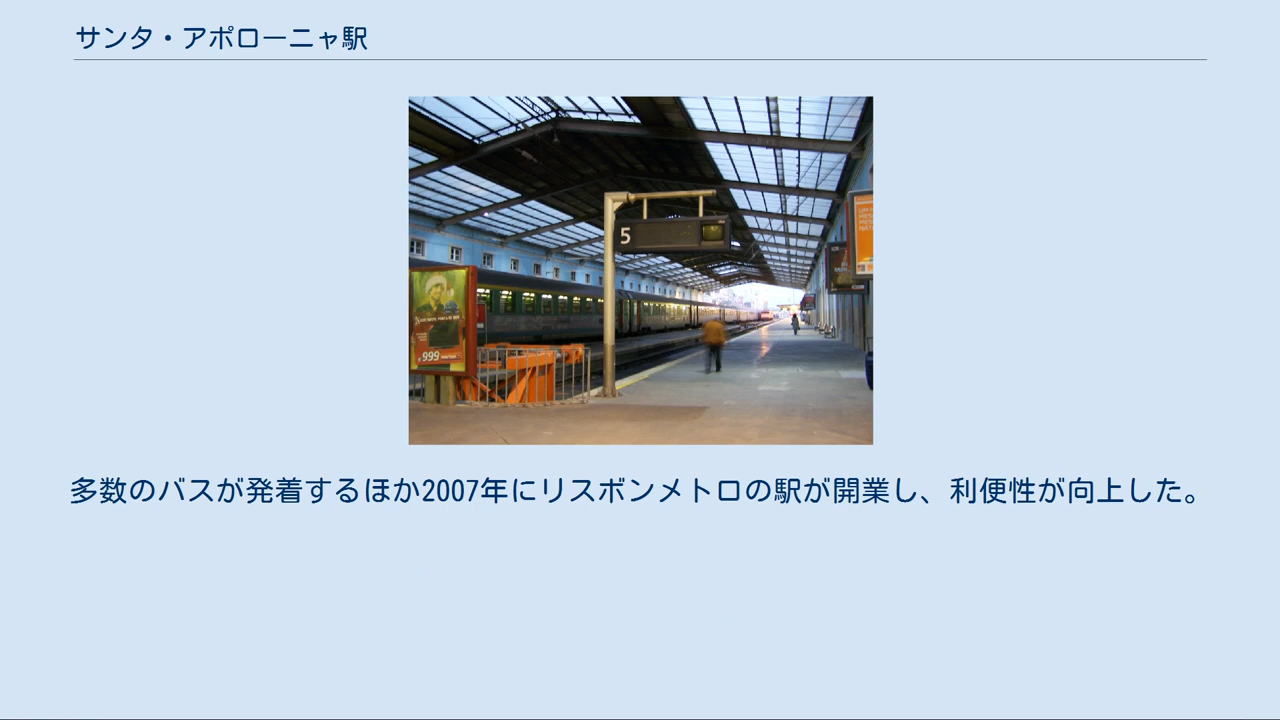 サンタ・アポローニャ駅
5
999
多数のバスが発着するほか2007年にリスボンメトロの駅が開業し、利便性が向上した。